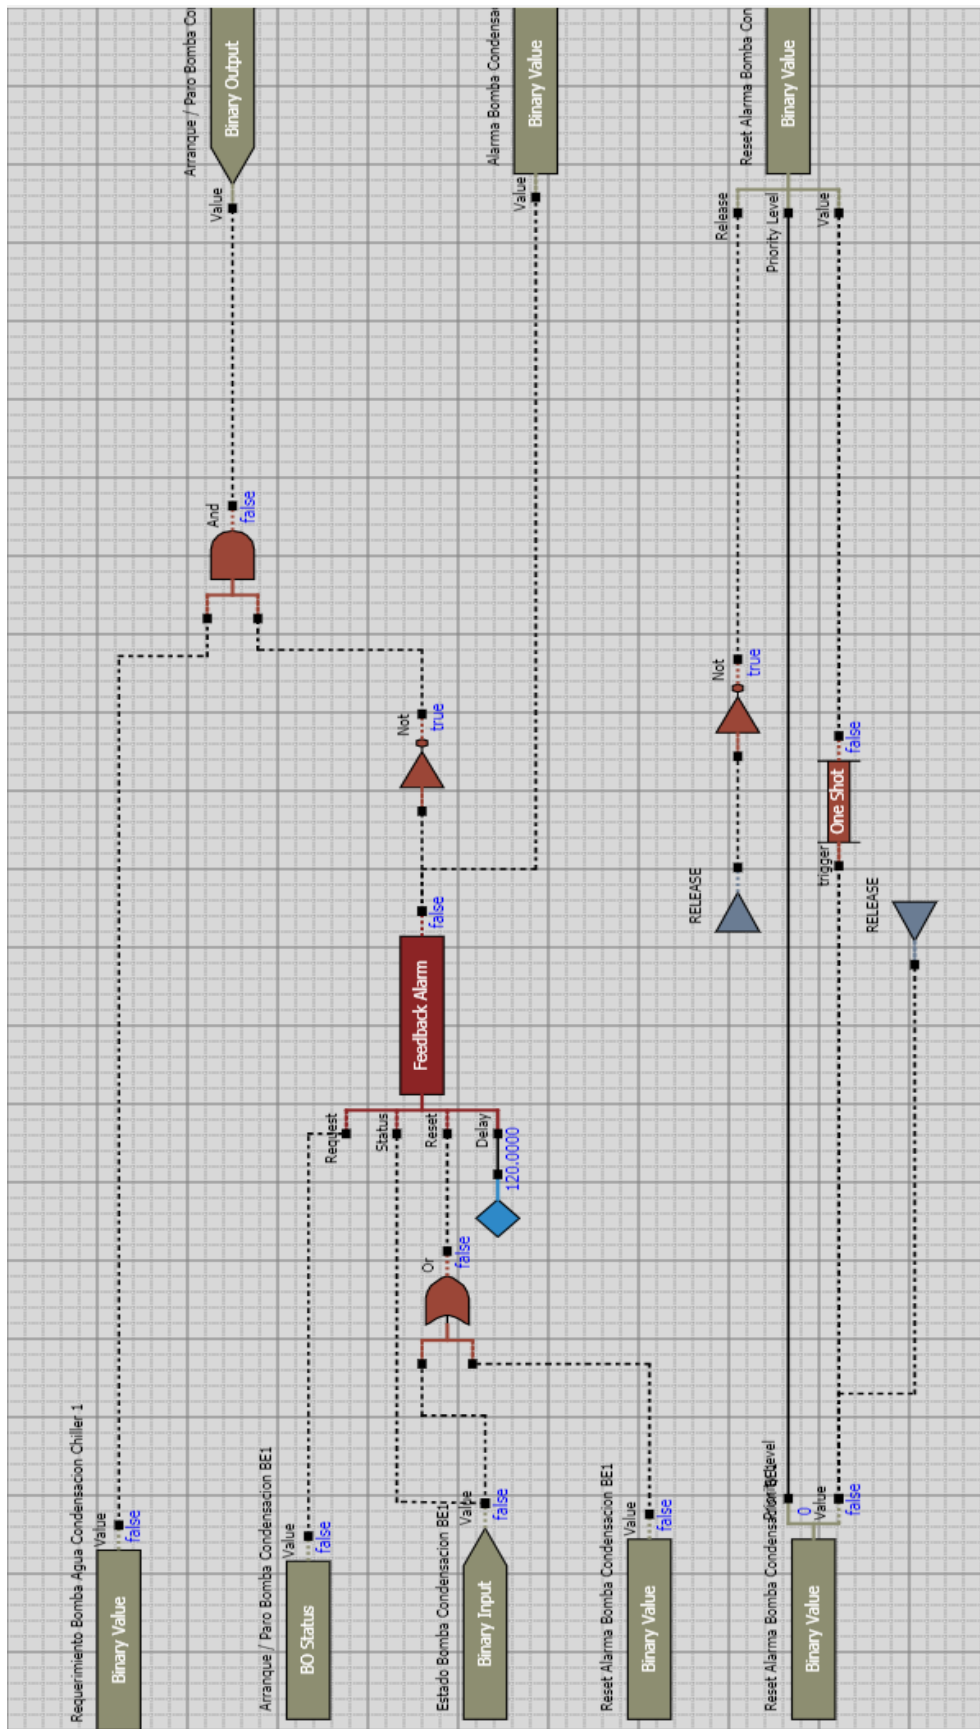 Requerimiento Bomba Agua Condensacion Chiller 1
Binary Value
Value
false
And
false
Value
Arranque / Paro Bomba Co
Binary Output
Arranque / Paro Bomba Condensacion BE1
BO Status
Value
false
Request
Status
Reset
Delay
120.0000
Feedback Alarm
false
Not
true
Value
Alarma Bomba Condensa
Binary Value
Estado Bomba Condensacion BE1
Binary Input
Value
false
Or
false
Reset Alarma Bomba Condensacion BE1
Binary Value
Value
false
RELEASE
Not
true
Release
Priority Level
Value
Reset Alarma Bomba Con
Binary Value
Reset Alarma Bomba Condensacion BE1
Binary Value
0
Value
false
trigger
One Shot
false
RELEASE